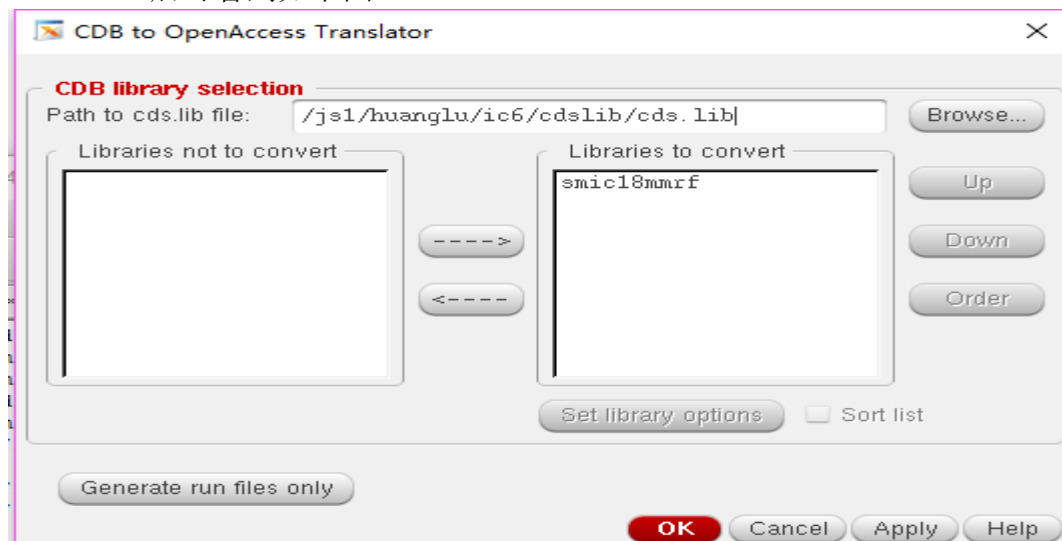 CDB to OpenAccess Translator
CDB library selection
Path to cds.lib file: /js1/huanglu/ic6/cdslib/cds.lib Browse...
Libraries not to convert
Libraries to convert
smic18mmrf
Up
---->
Down
<----
Order
Set library options Sort list
Generate run files only
OK Cancel Apply Help